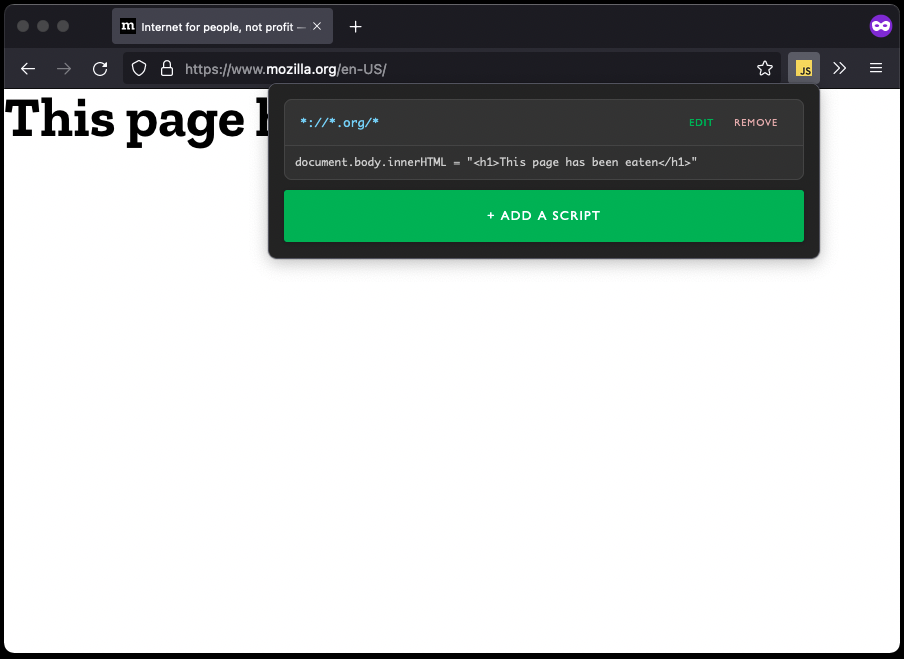 m Internet for people, not profit —
https://www.mozilla.org/en-US/
JS
This page h
*://*.org/*
EDIT
REMOVE
document.body.innerHTML = "<h1>This page has been eaten</h1>"
+ ADD A SCRIPT